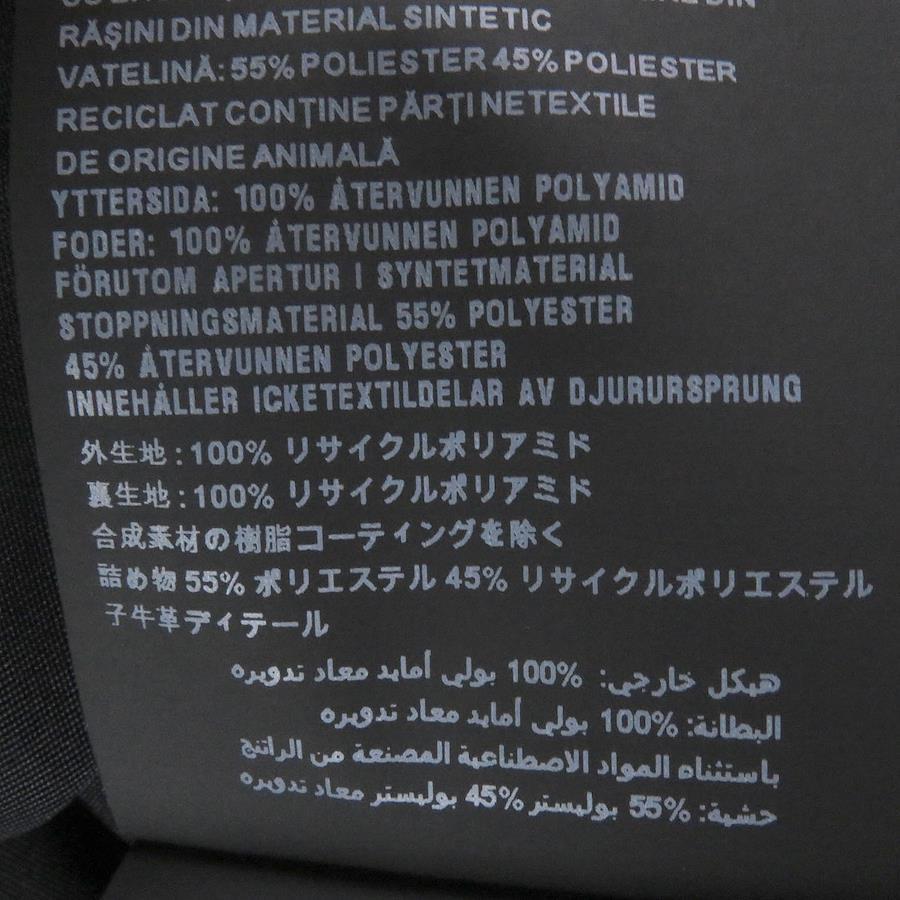 RĂȘINI DIN MATERIAL SINTETIC
VATELINĂ: 55% POLIESTER 45% POLIESTER
RECICLAT CONȚINE PĂRȚI NETEXTILE
DE ORIGINE ANIMALĂ
YTTERSIDA: 100% ÅTERVUNNEN POLYAMID
FODER: 100% ÅTERVUNNEN POLYAMID
FÖRUTOM APERTUR I SYNTETMATERIAL
STOPPNINGSMATERIAL 55% POLYESTER
45% ÅTERVUNNEN POLYESTER
INNEHÅLLER ICKETEXTILDELAR AV DJURURSPRUNG
外生地:100% リサイクルポリアミド
裏生地:100% リサイクルポリアミド
合成素材の樹脂コーティングを除く
詰め物 55% ポリエステル 45% リサイクルポリエステル
子牛革ディテール
هيكل خارجي: 100% بولي أمايد معاد تدويره
البطانة: 100% بولي أمايد معاد تدويره
باستثناء المواد الاصطناعية المصنعة من الراتنج
حشية: 55% بوليستر 45% بوليستر معاد تدويره